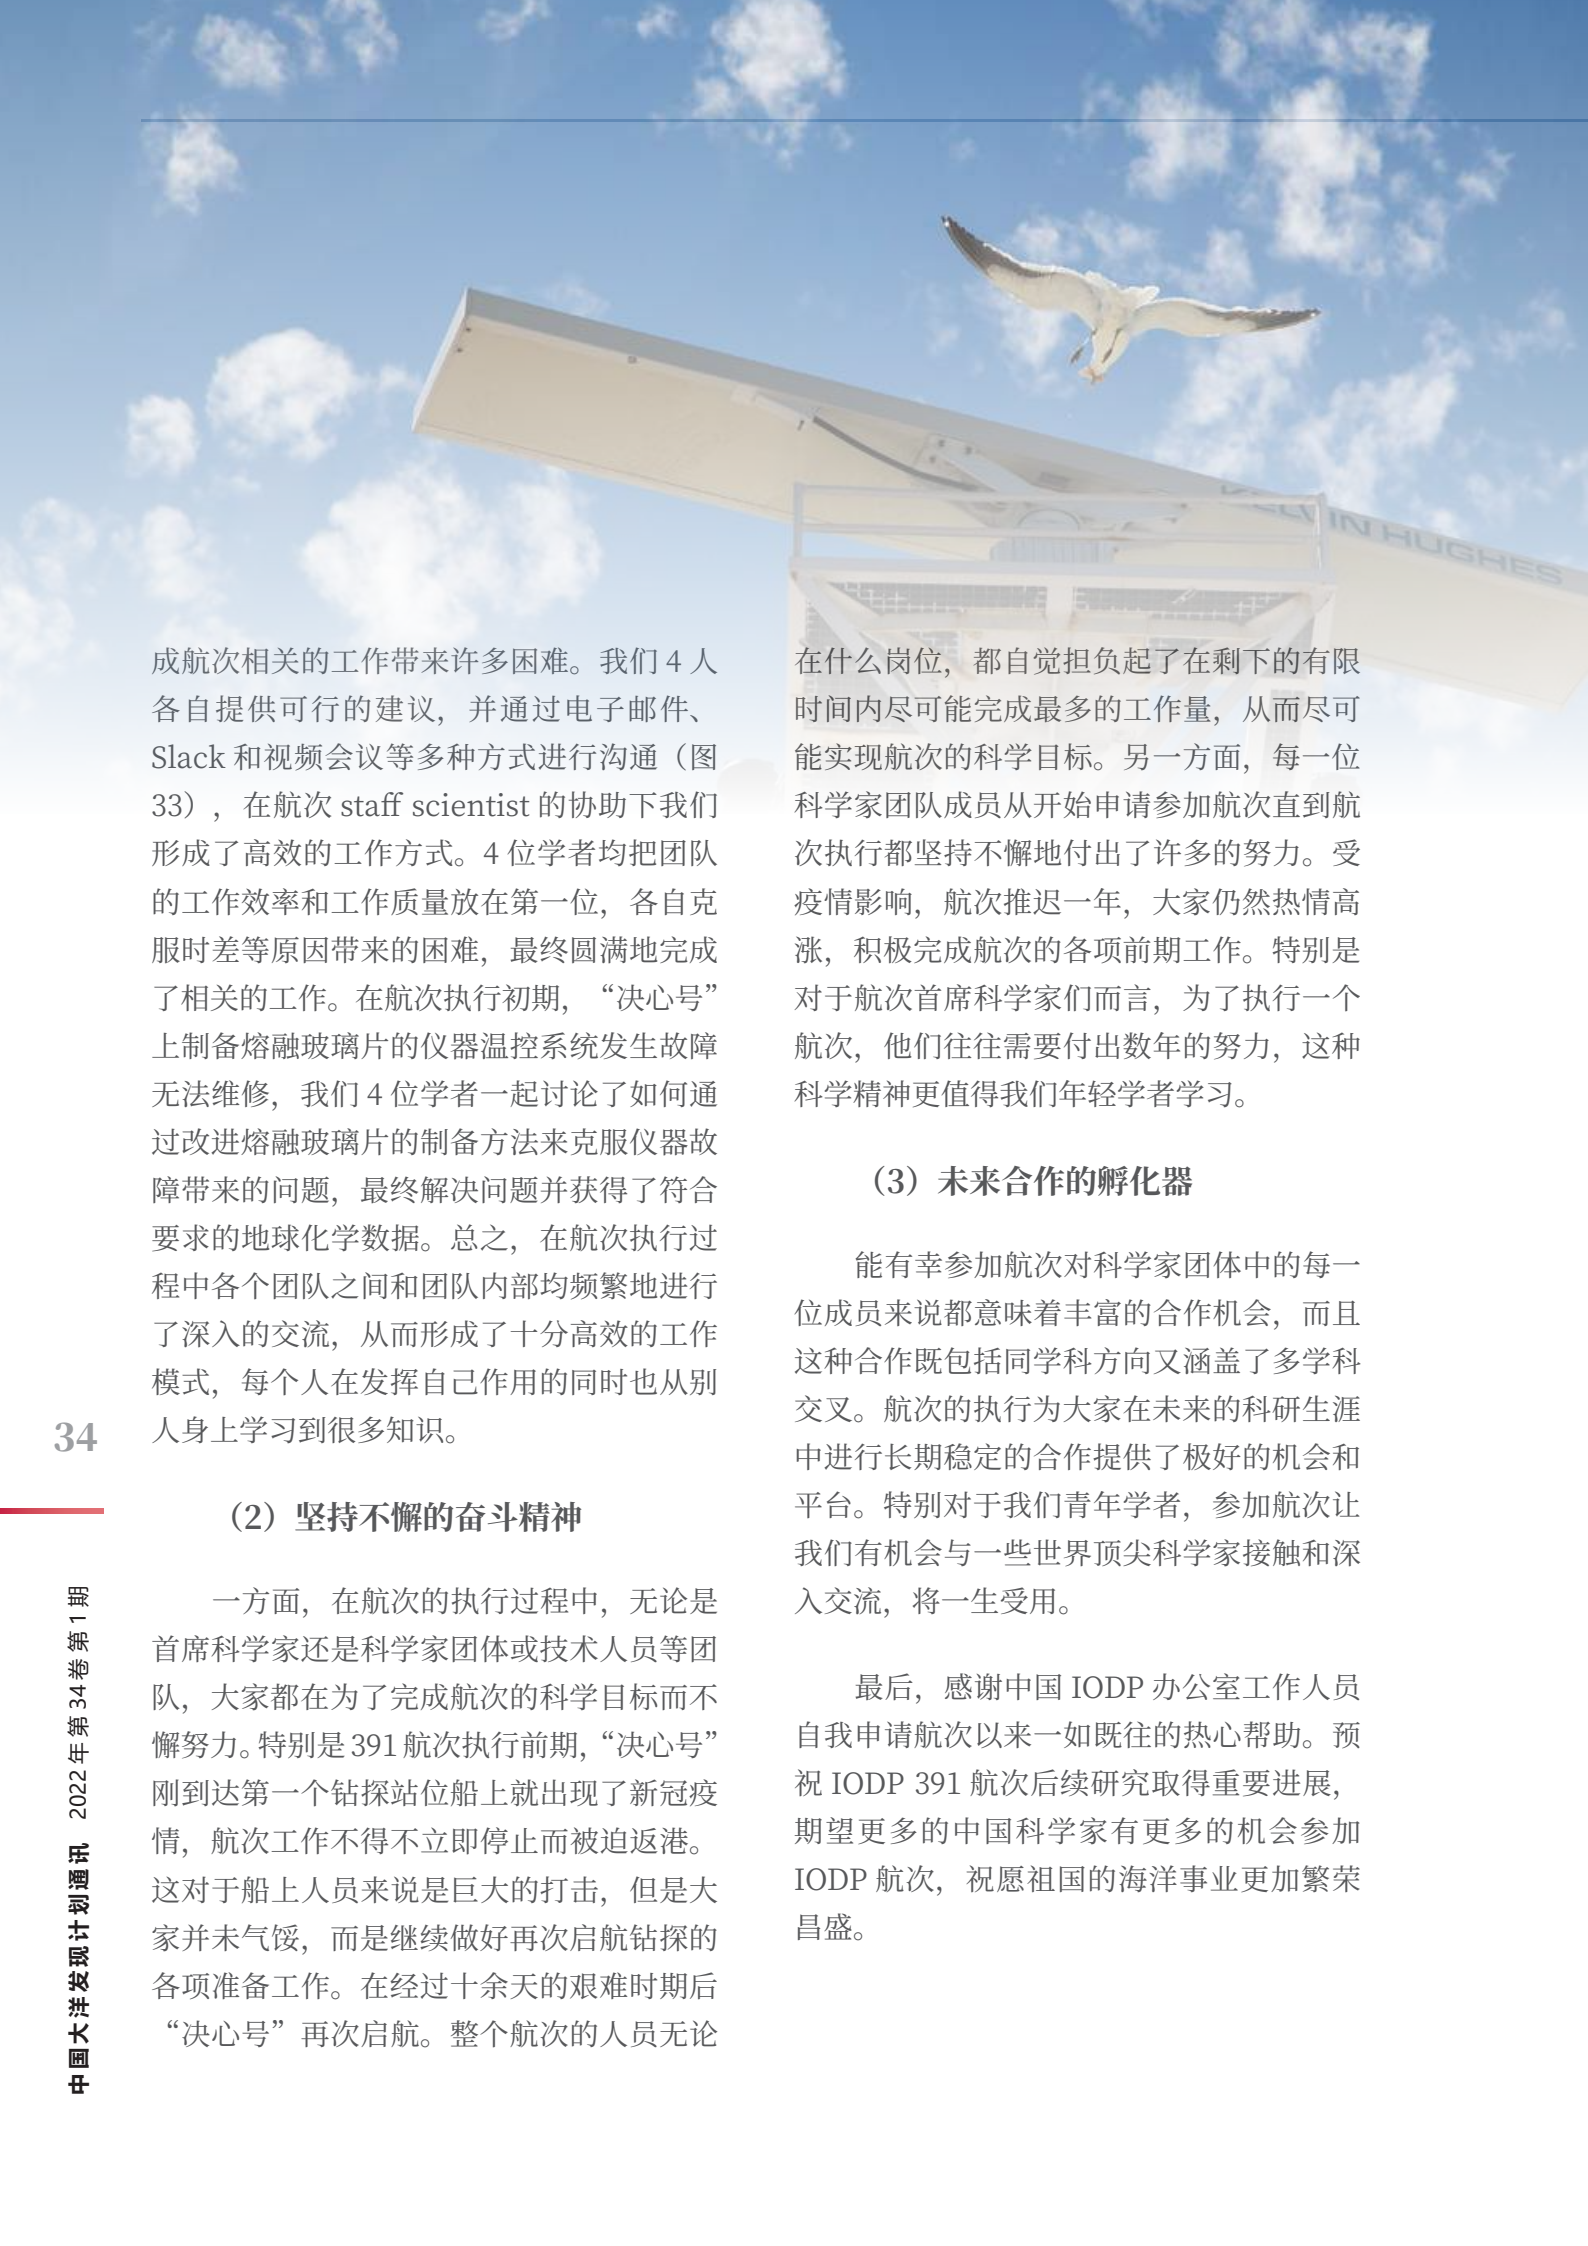 KELVIN HUGHES
成航次相关的工作带来许多困难。我们 4 人
各自提供可行的建议，并通过电子邮件、
Slack 和视频会议等多种方式进行沟通（图
33），在航次 staff scientist 的协助下我们
形成了高效的工作方式。4 位学者均把团队
的工作效率和工作质量放在第一位，各自克
服时差等原因带来的困难，最终圆满地完成
了相关的工作。在航次执行初期，“决心号”
上制备熔融玻璃片的仪器温控系统发生故障
无法维修，我们 4 位学者一起讨论了如何通
过改进熔融玻璃片的制备方法来克服仪器故
障带来的问题，最终解决问题并获得了符合
要求的地球化学数据。总之，在航次执行过
程中各个团队之间和团队内部均频繁地进行
了深入的交流，从而形成了十分高效的工作
模式，每个人在发挥自己作用的同时也从别
人身上学习到很多知识。
（2）坚持不懈的奋斗精神
一方面，在航次的执行过程中，无论是
首席科学家还是科学家团体或技术人员等团
队，大家都在为了完成航次的科学目标而不
懈努力。特别是 391 航次执行前期，“决心号”
刚到达第一个钻探站位船上就出现了新冠疫
情，航次工作不得不立即停止而被迫返港。
这对于船上人员来说是巨大的打击，但是大
家并未气馁，而是继续做好再次启航钻探的
各项准备工作。在经过十余天的艰难时期后
“决心号”再次启航。整个航次的人员无论
在什么岗位，都自觉担负起了在剩下的有限
时间内尽可能完成最多的工作量，从而尽可
能实现航次的科学目标。另一方面，每一位
科学家团队成员从开始申请参加航次直到航
次执行都坚持不懈地付出了许多的努力。受
疫情影响，航次推迟一年，大家仍然热情高
涨，积极完成航次的各项前期工作。特别是
对于航次首席科学家们而言，为了执行一个
航次，他们往往需要付出数年的努力，这种
科学精神更值得我们年轻学者学习。
（3）未来合作的孵化器
能有幸参加航次对科学家团体中的每一
位成员来说都意味着丰富的合作机会，而且
这种合作既包括同学科方向又涵盖了多学科
交叉。航次的执行为大家在未来的科研生涯
中进行长期稳定的合作提供了极好的机会和
平台。特别对于我们青年学者，参加航次让
我们有机会与一些世界顶尖科学家接触和深
入交流，将一生受用。
最后，感谢中国 IODP 办公室工作人员
自我申请航次以来一如既往的热心帮助。预
祝 IODP 391 航次后续研究取得重要进展，
期望更多的中国科学家有更多的机会参加
IODP 航次，祝愿祖国的海洋事业更加繁荣
昌盛。
34
中国大洋发现计划通讯 2022 年 第 34 卷 第 1 期